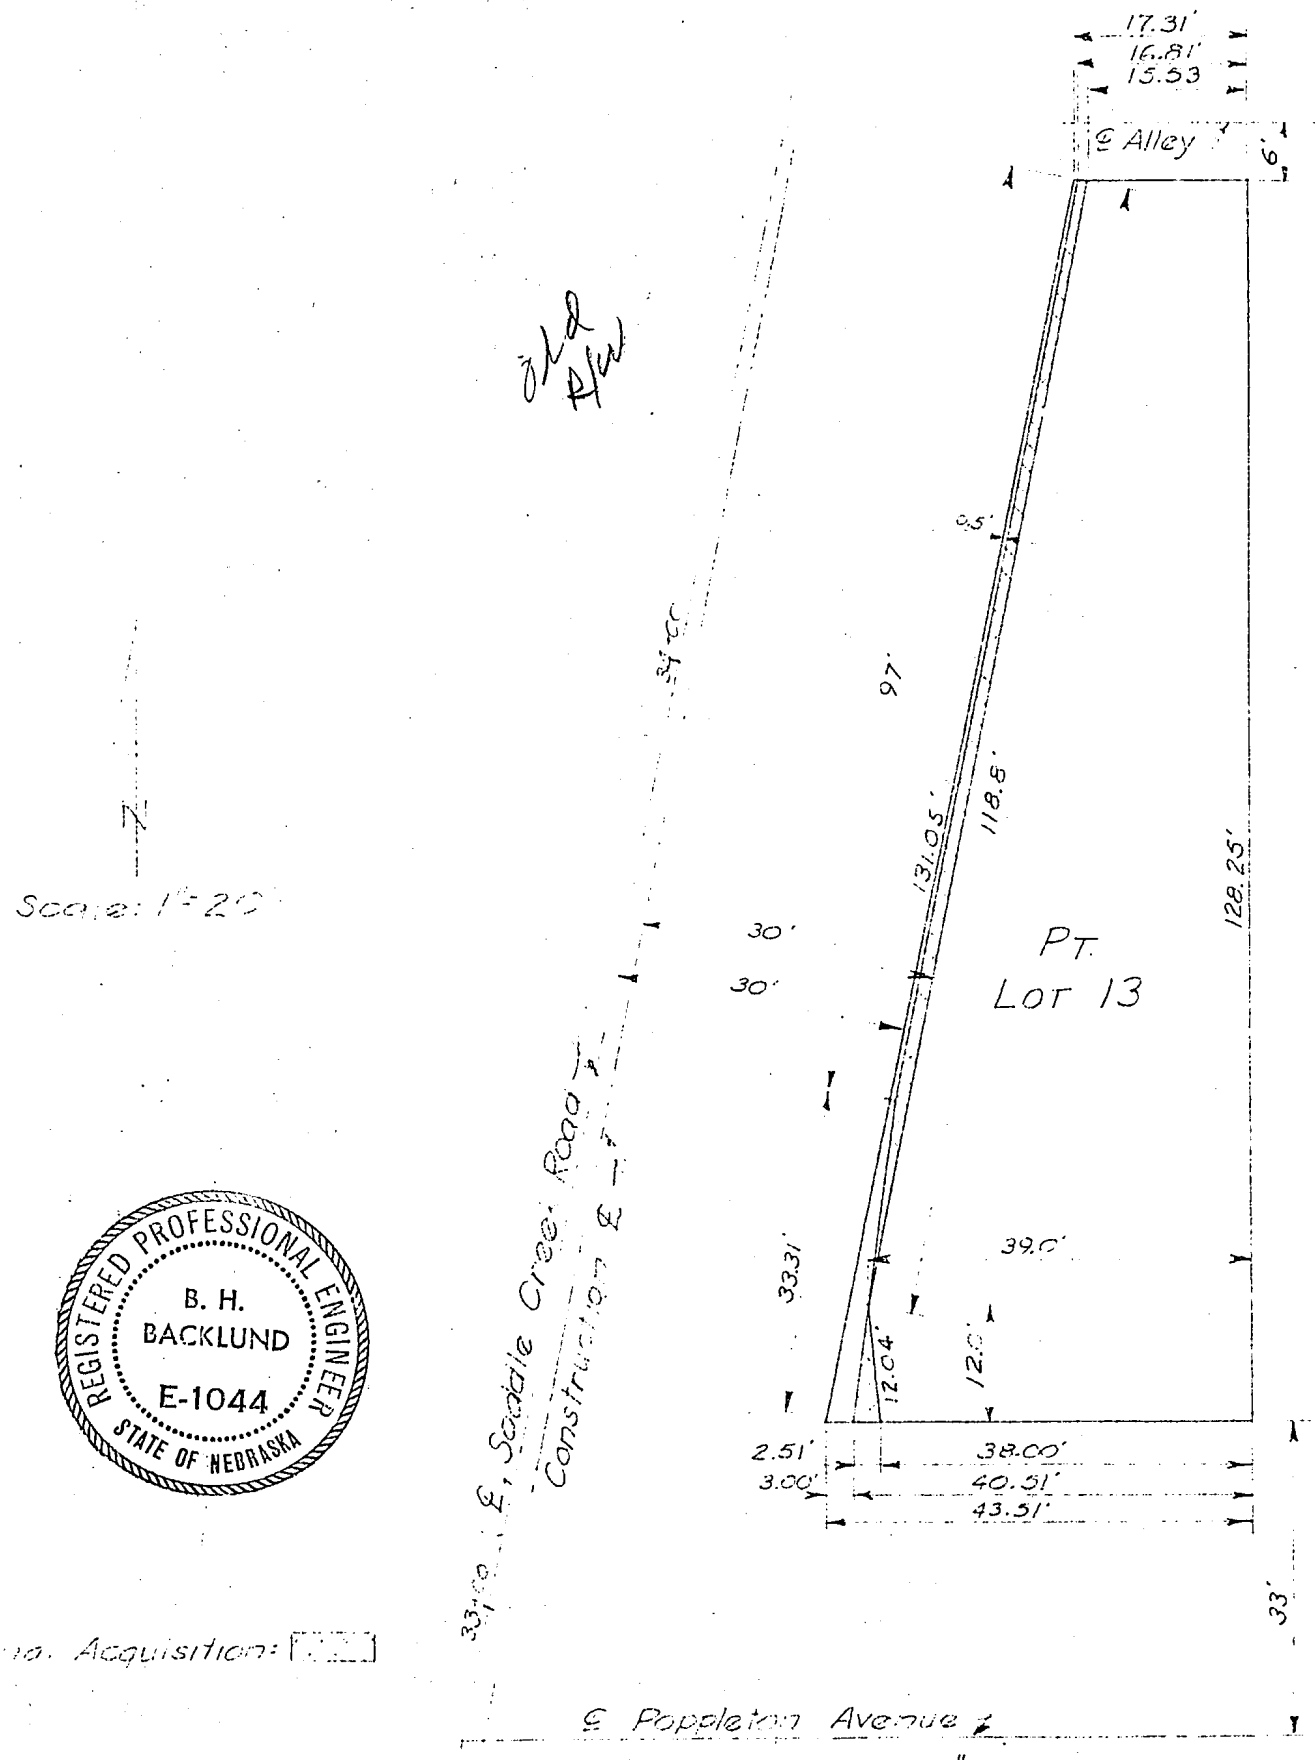 17.31'
16.81'
15.53
℄ Alley
6'
old
R/W
0.5'
97'
118.8'
131.05'
128.25'
Scale: 1"=20'
30'
30'
PT.
LOT 13
℄, Saddle Creek Road
Construction ℄
33.31'
39.0'
12.04'
12.0'
REGISTERED PROFESSIONAL ENGINEER
B. H.
BACKLUND
E-1044
STATE OF NEBRASKA
2.51'
38.00'
3.00'
40.51'
43.51'
33'
Acquisition:
℄ Poppleton Avenue